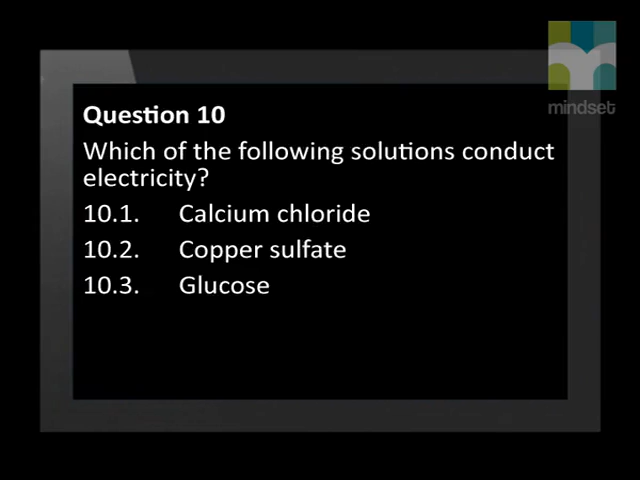 mindset
Question 10
Which of the following solutions conduct
electricity?
10.1. Calcium chloride
10.2. Copper sulfate
10.3. Glucose